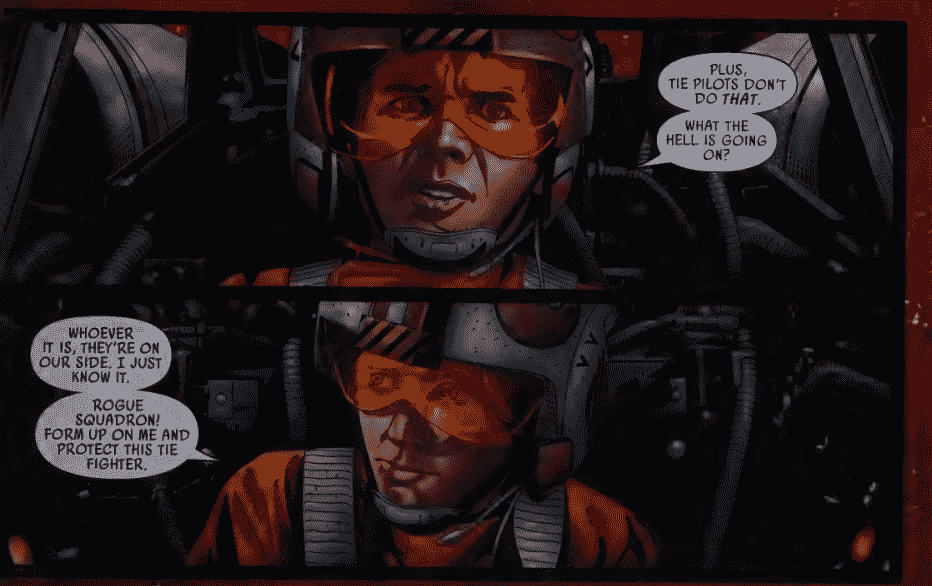 PLUS,
TIE PILOTS DON'T
DO THAT.
WHAT THE
HELL IS GOING
ON?
WHOEVER
IT IS, THEY'RE ON
OUR SIDE. I JUST
KNOW IT.
ROGUE
SQUADRON!
FORM UP ON ME AND
PROTECT THIS TIE
FIGHTER.